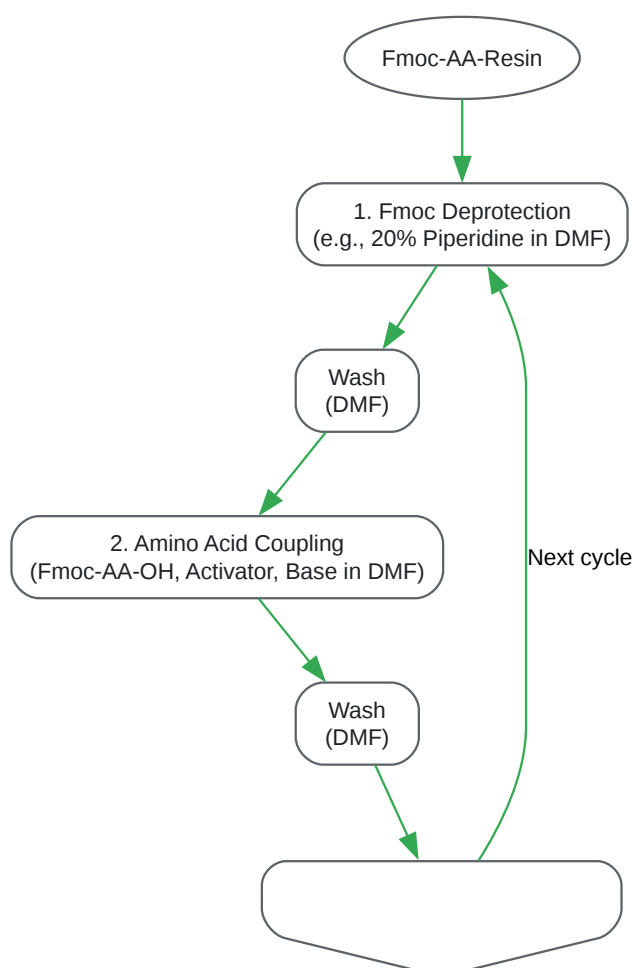 Fmoc-AA-Resin
1. Fmoc Deprotection
(e.g., 20% Piperidine in DMF)
Wash
(DMF)
2. Amino Acid Coupling
(Fmoc-AA-OH, Activator, Base in DMF)
Next cycle
Wash
(DMF)